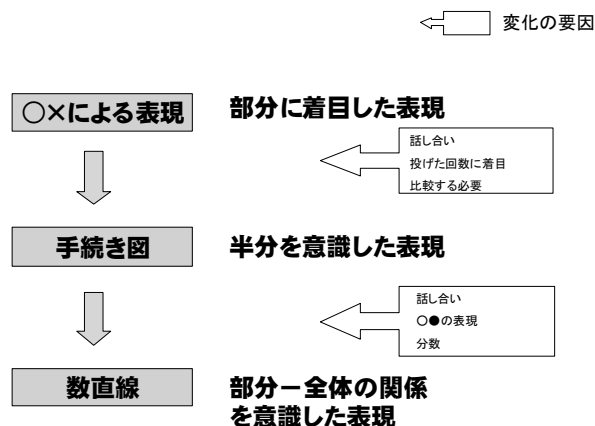 変化の要因
○×による表現
部分に着目した表現
話し合い
投げた回数に着目
比較する必要
手続き図
半分を意識した表現
話し合い
○●の表現
分数
数直線
部分－全体の関係
を意識した表現